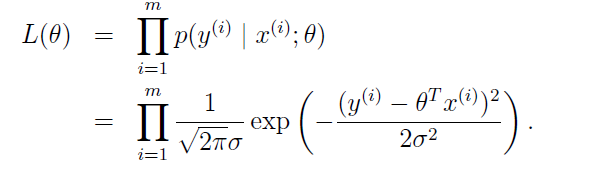 L(θ) = ∏_{i=1}^{m} p(y^{(i)} | x^{(i)}; θ)
= ∏_{i=1}^{m} \frac{1}{\sqrt{2π}σ} exp(−\frac{(y^{(i)} − θ^T x^{(i)})^2}{2σ^2}).